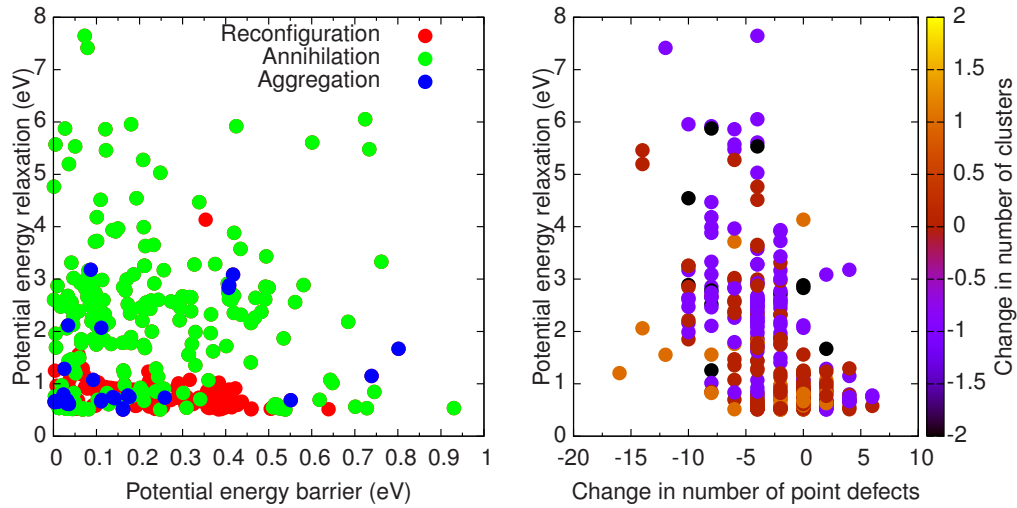 Potential energy relaxation (eV)
8
7
6
5
4
3
2
1
0
Reconfiguration
Annihilation
Aggregation
0 0.1 0.2 0.3 0.4 0.5 0.6 0.7 0.8 0.9 1
Potential energy barrier (eV)
Potential energy relaxation (eV)
8
7
6
5
4
3
2
1
0
-20 -15 -10 -5 0 5 10
Change in number of point defects
2
1.5
1
0.5
0
-0.5
-1
-1.5
-2
Change in number of clusters